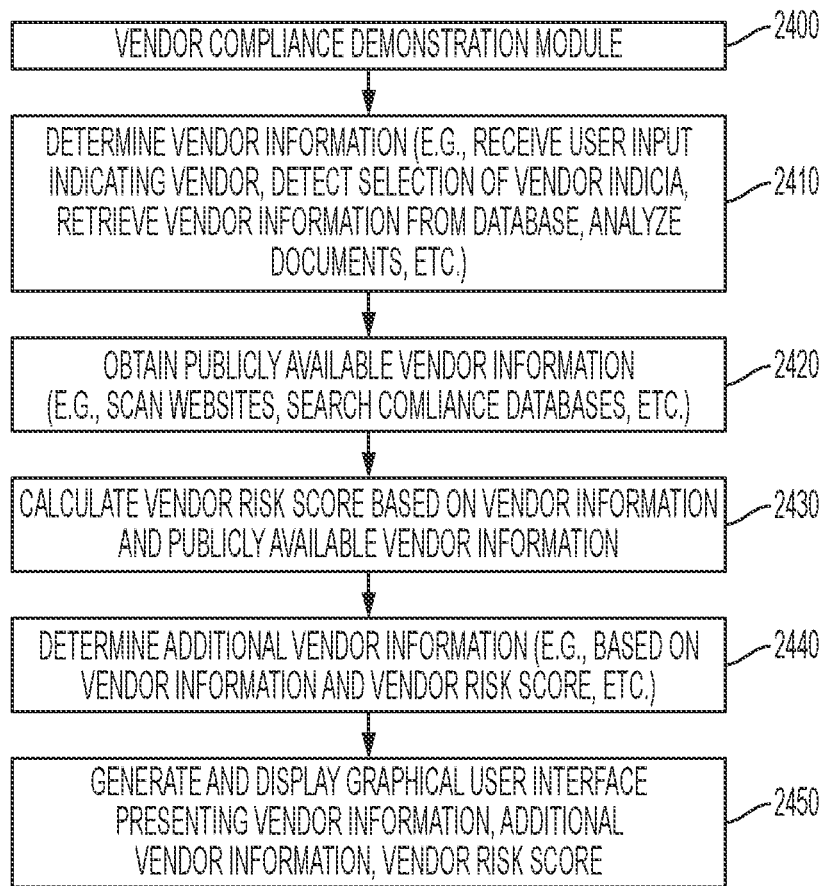 VENDOR COMPLIANCE DEMONSTRATION MODULE
2400
DETERMINE VENDOR INFORMATION (E.G., RECEIVE USER INPUT
INDICATING VENDOR, DETECT SELECTION OF VENDOR INDICIA,
RETRIEVE VENDOR INFORMATION FROM DATABASE, ANALYZE
DOCUMENTS, ETC.)
2410
OBTAIN PUBLICLY AVAILABLE VENDOR INFORMATION
(E.G., SCAN WEBSITES, SEARCH COMLIANCE DATABASES, ETC.)
2420
CALCULATE VENDOR RISK SCORE BASED ON VENDOR INFORMATION
AND PUBLICLY AVAILABLE VENDOR INFORMATION
2430
DETERMINE ADDITIONAL VENDOR INFORMATION (E.G., BASED ON
VENDOR INFORMATION AND VENDOR RISK SCORE, ETC.)
2440
GENERATE AND DISPLAY GRAPHICAL USER INTERFACE
PRESENTING VENDOR INFORMATION, ADDITIONAL
VENDOR INFORMATION, VENDOR RISK SCORE
2450